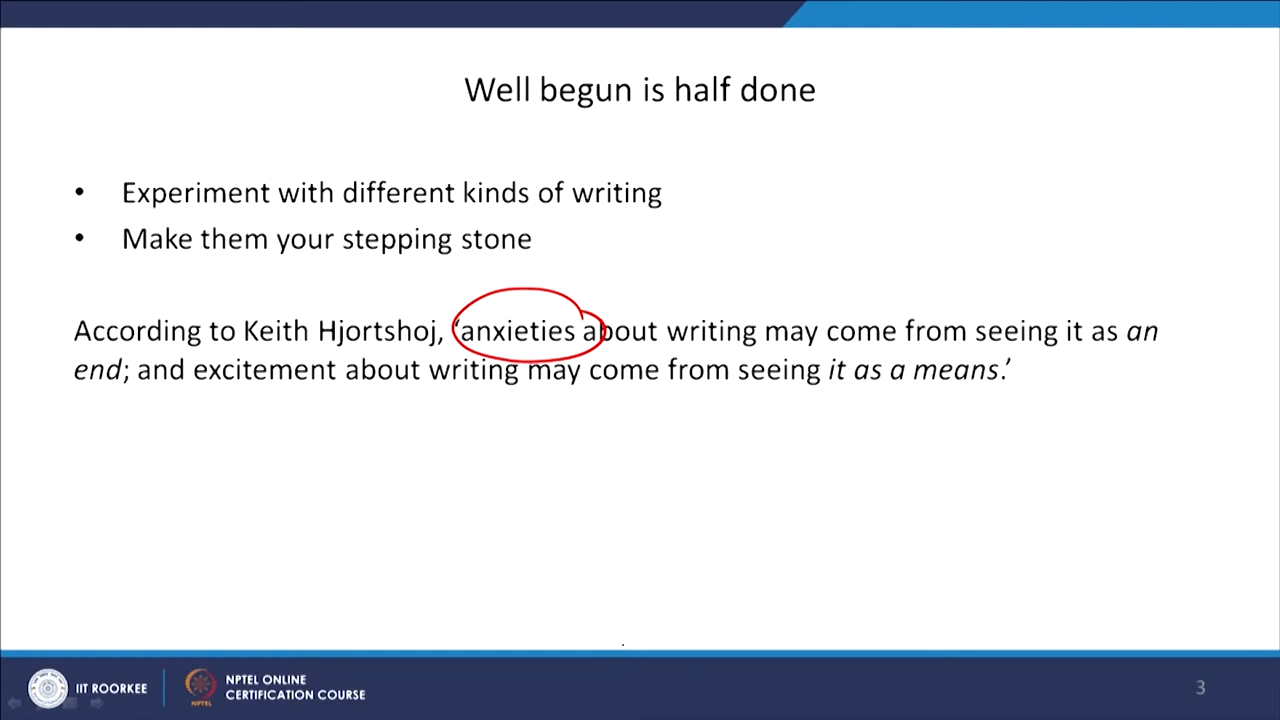 Well begun is half done
• Experiment with different kinds of writing
• Make them your stepping stone
According to Keith Hjortshoj, ‘anxieties about writing may come from seeing it as an
end; and excitement about writing may come from seeing it as a means.’
IIT ROORKEE
NPTEL ONLINE
CERTIFICATION COURSE
NPTEL
3